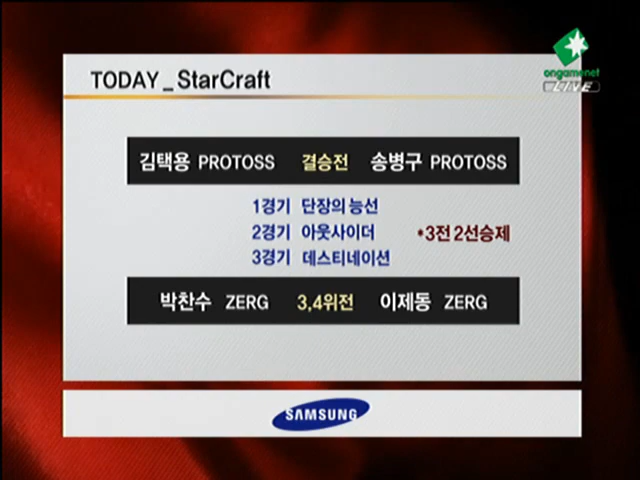 ongamenet
LIVE
TODAY_StarCraft
김택용 PROTOSS 결승전 송병구 PROTOSS
1경기 단장의 능선
2경기 아웃사이더 *3전 2선승제
3경기 데스티네이션
박찬수 ZERG 3,4위전 이제동 ZERG
SAMSUNG